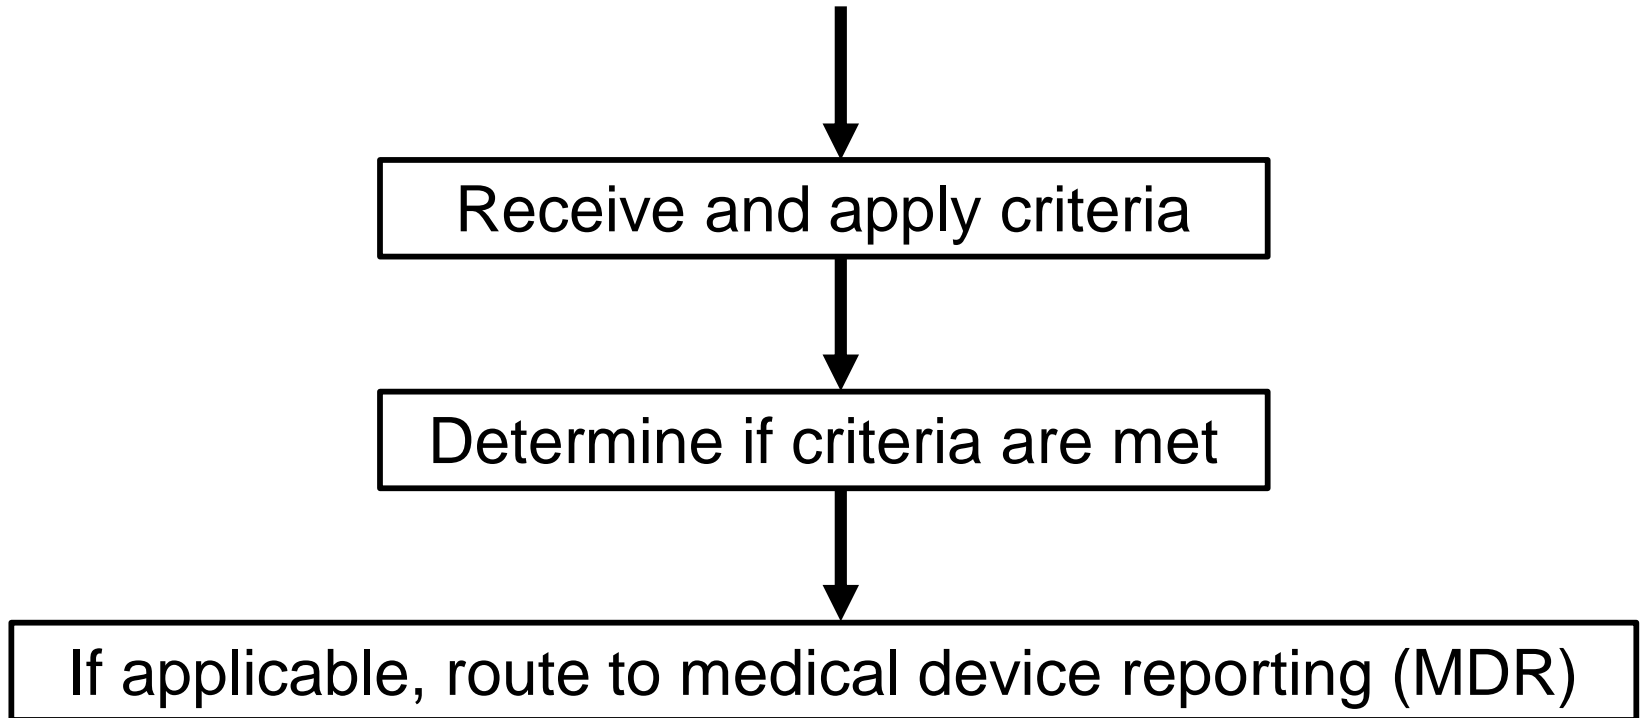 Receive and apply criteria
Determine if criteria are met
If applicable, route to medical device reporting (MDR)